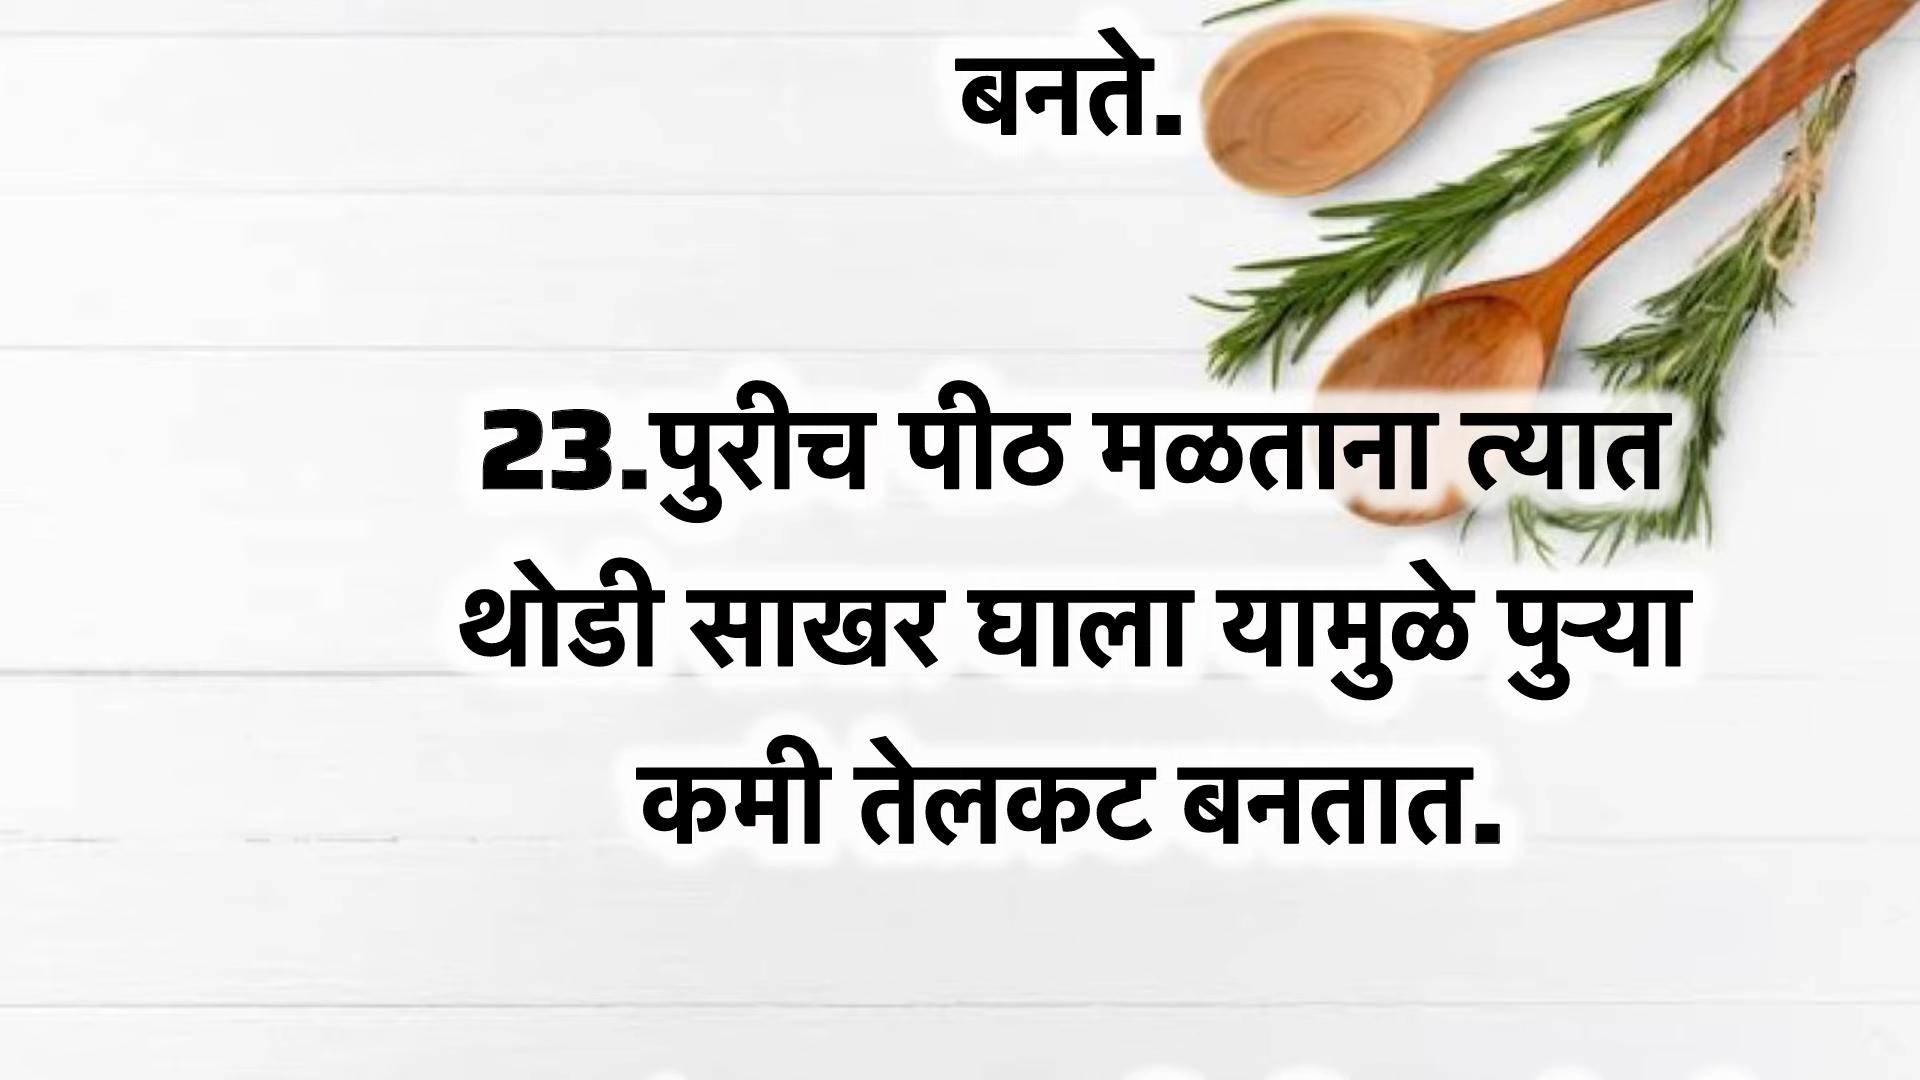 बनते.
23.पुरीच पीठ मळताना त्यात
थोडी साखर घाला यामुळे पुऱ्या
कमी तेलकट बनतात.